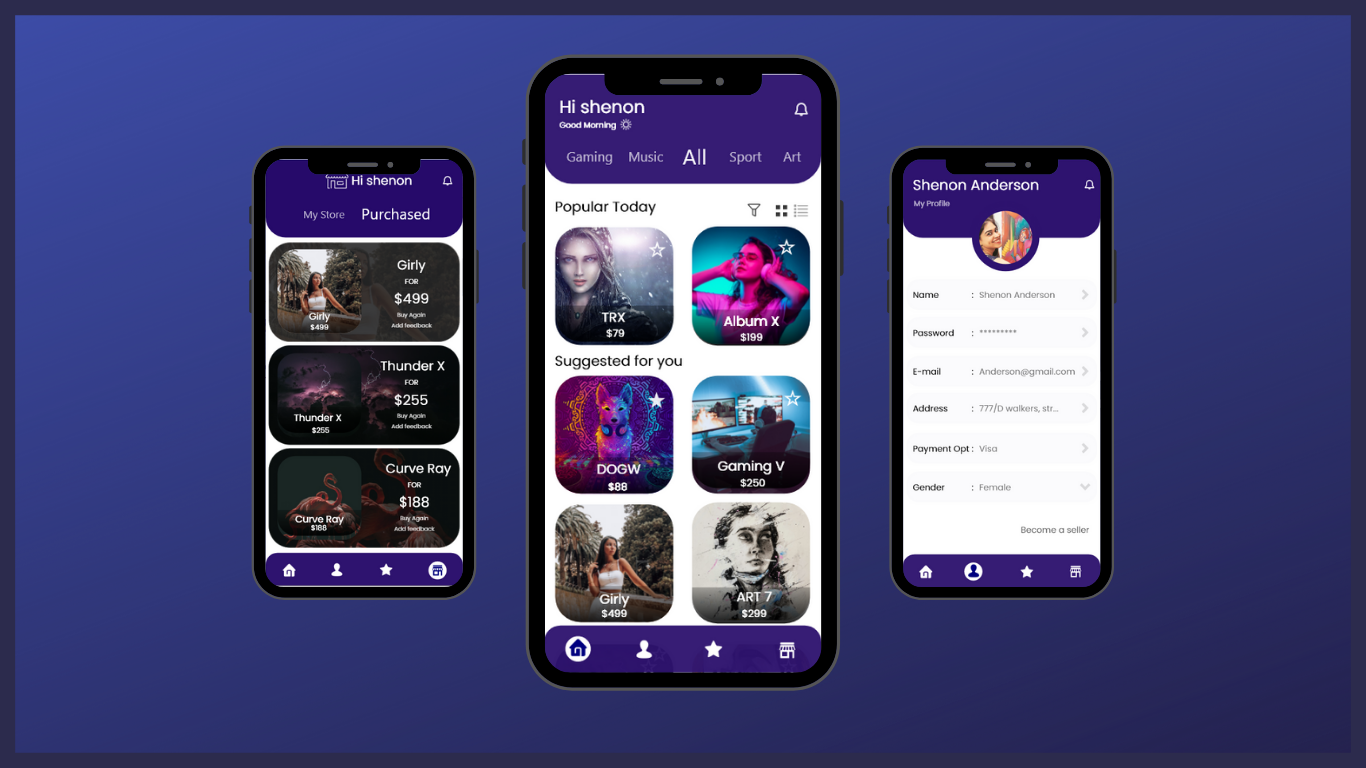 Hi shenon
My Store Purchased
Girly
FOR
$499
Buy Again
Add feedback
Girly
$499
Thunder X
FOR
$255
Buy Again
Add feedback
Thunder X
$255
Curve Ray
FOR
$188
Buy Again
Add feedback
Curve Ray
$188
Hi shenon
Good Morning
Gaming Music All Sport Art
Popular Today
TRX
$79
Album X
$199
Suggested for you
DOGW
$88
Gaming V
$250
Girly
$499
ART 7
$299
Shenon Anderson
My Profile
Name : Shenon Anderson
Password : *********
E-mail : Anderson@gmail.com
Address : 777/D walkers, str...
Payment Opt : Visa
Gender : Female
Become a seller